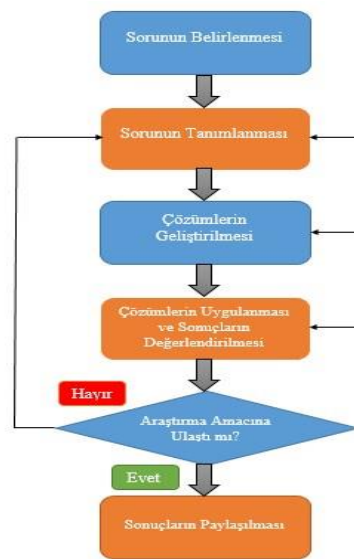 Sorunun Belirlenmesi
Sorunun Tanımlanması
Çözümlerin
Geliştirilmesi
Çözümlerin Uygulanması
ve Sonuçların
Değerlendirilmesi
Hayır
Araştırma Amacına
Ulaştı mı?
Evet
Sonuçların Paylaşılması